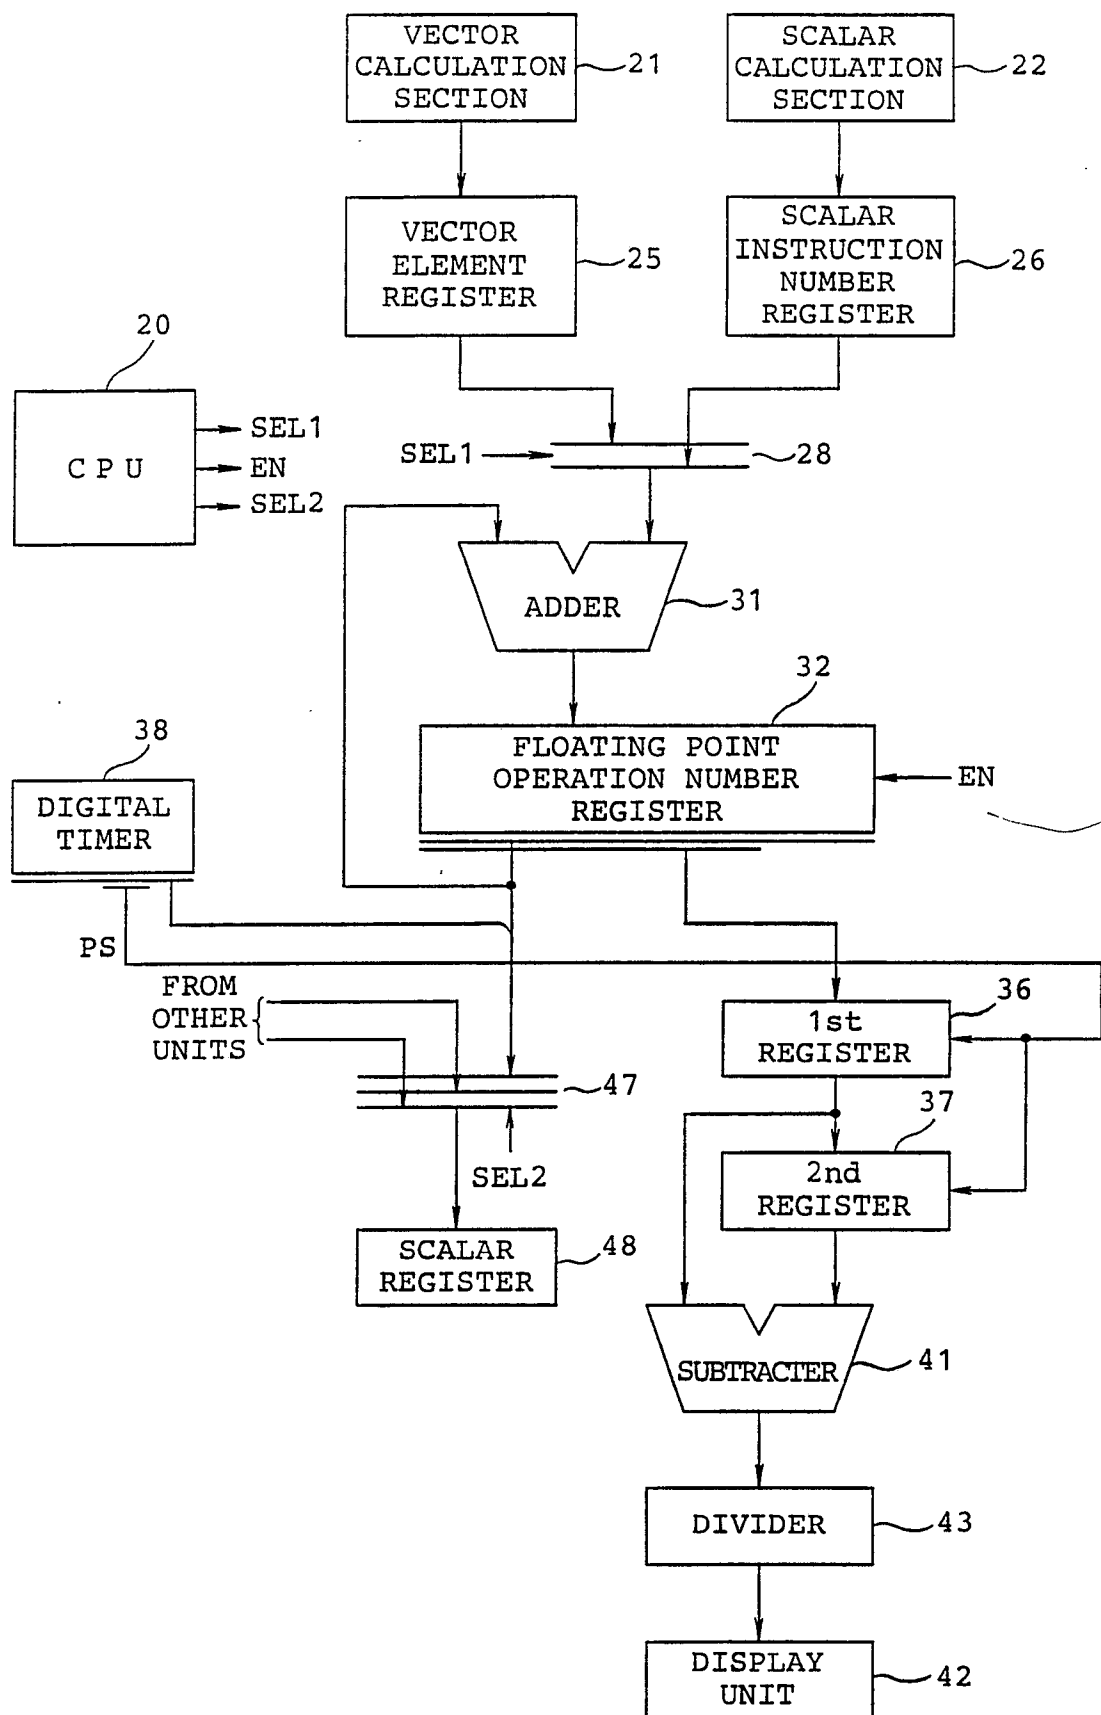 VECTOR
CALCULATION
SECTION
21
SCALAR
CALCULATION
SECTION
22
VECTOR
ELEMENT
REGISTER
25
SCALAR
INSTRUCTION
NUMBER
REGISTER
26
20
CPU
SEL1
EN
SEL2
SEL1
28
ADDER
31
32
FLOATING POINT
OPERATION NUMBER
REGISTER
EN
38
DIGITAL
TIMER
PS
FROM
OTHER
UNITS
36
1st
REGISTER
47
37
2nd
REGISTER
SEL2
SCALAR
REGISTER
48
SUBTRACTER
41
DIVIDER
43
DISPLAY
UNIT
42